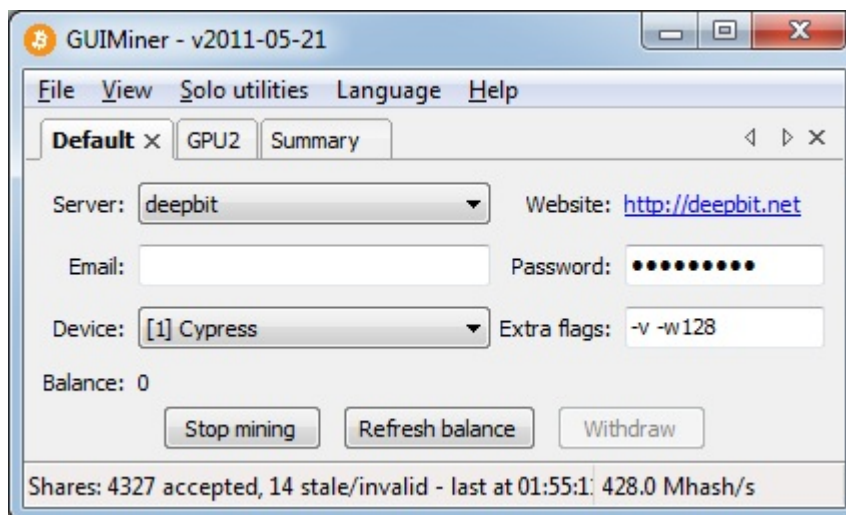 GUIMiner - v2011-05-21
File View Solo utilities Language Help
Default GPU2 Summary
Server: deepbit Website: http://deepbit.net
Email: Password: ●●●●●●●●●
Device: [1] Cypress Extra flags: -v -w128
Balance: 0
Stop mining Refresh balance Withdraw
Shares: 4327 accepted, 14 stale/invalid - last at 01:55:1 428.0 Mhash/s